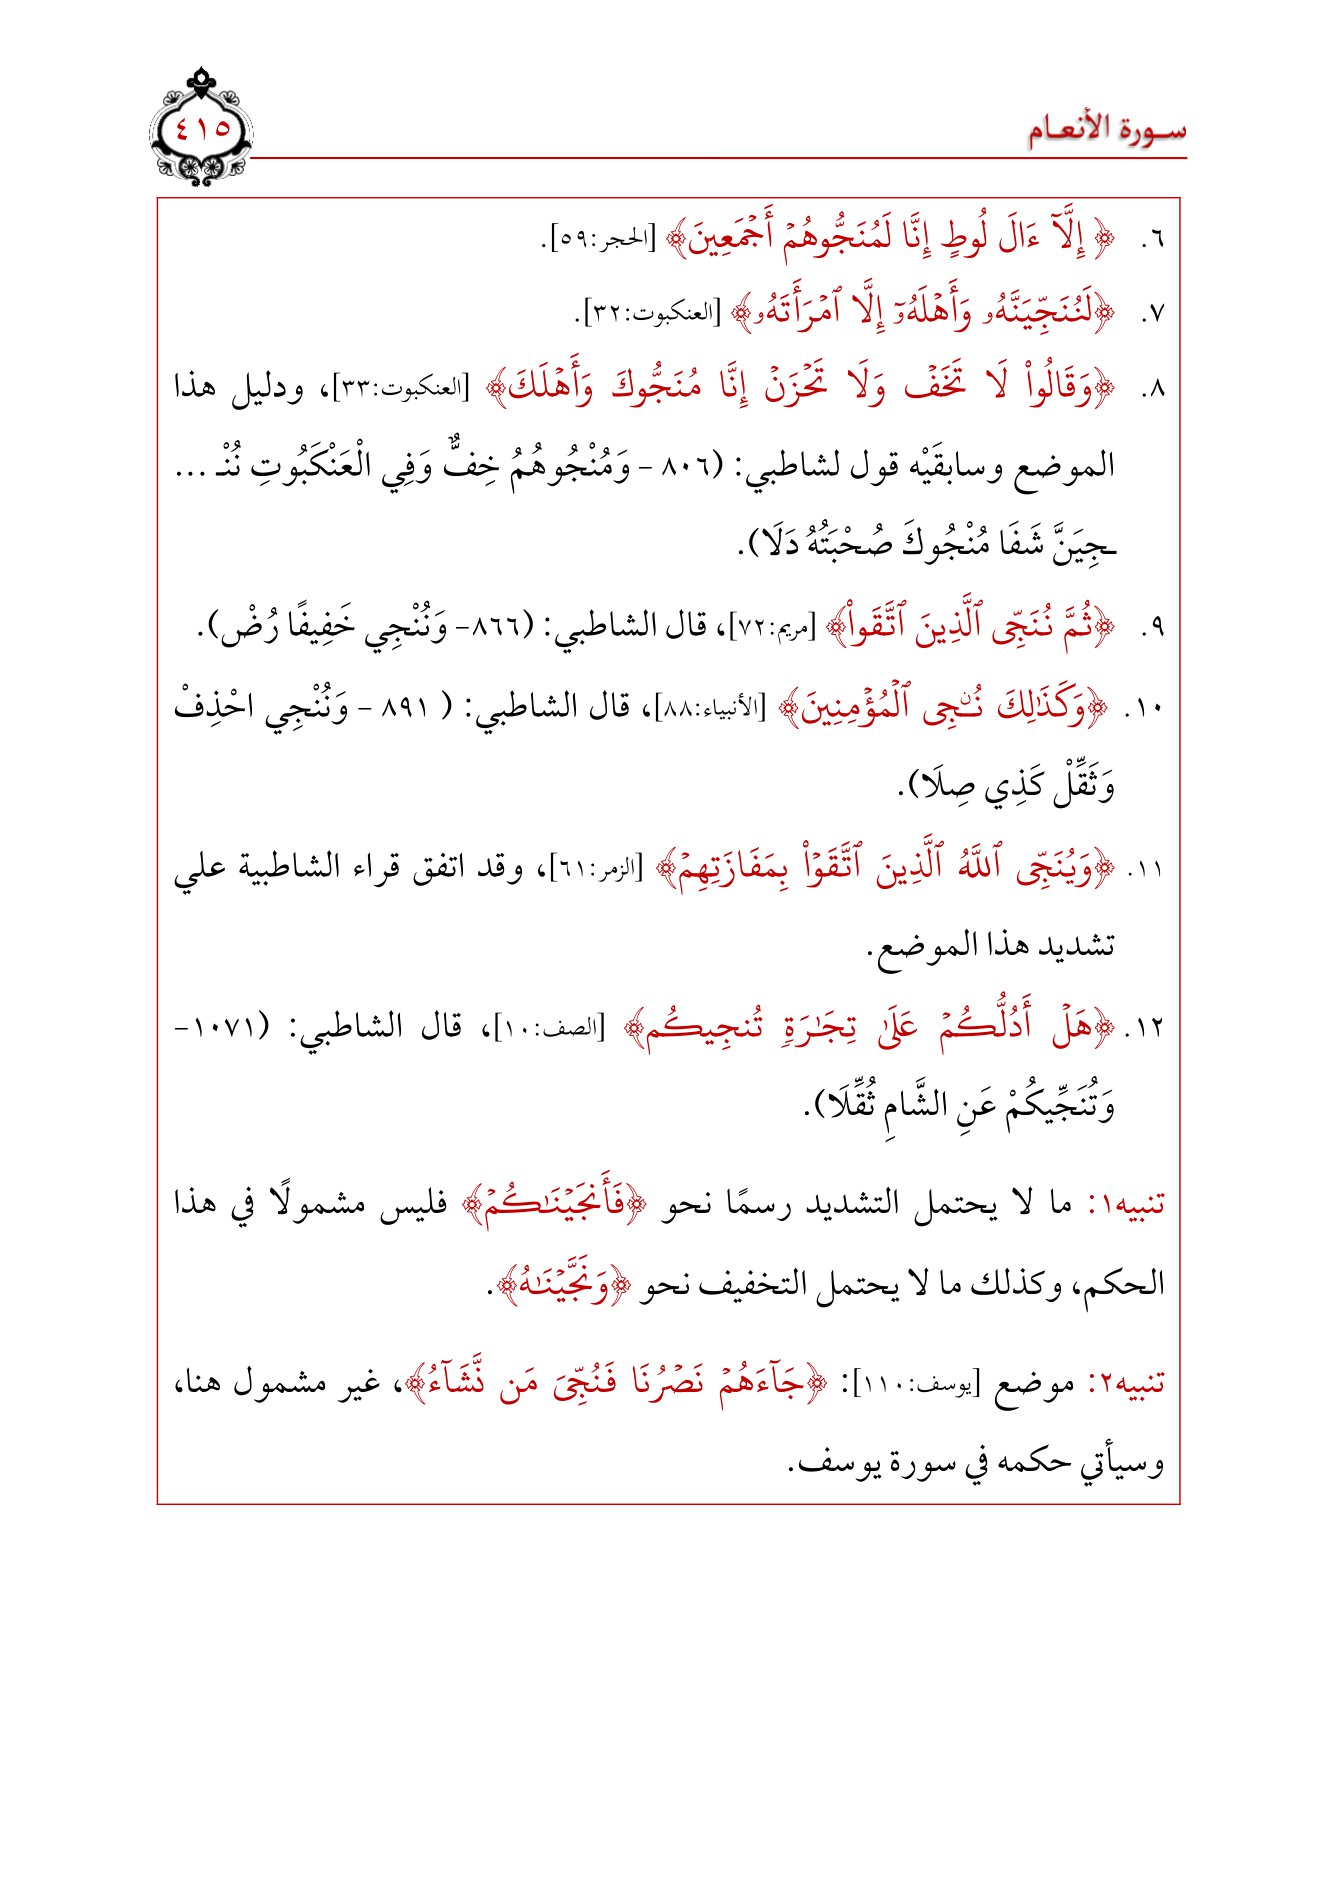 سورة الأنعام
٤١٥
٦. ﴿ إِلَّآ ءَالَ لُوطٍ إِنَّا لَمُنَجُّوهُمۡ أَجۡمَعِينَ﴾ [الحجر:٥٩].
٧. ﴿لَنُنَجِّيَنَّهُۥ وَأَهۡلَهُۥٓ إِلَّا ٱمۡرَأَتَهُۥ﴾ [العنكبوت:٣٢].
٨. ﴿وَقَالُواْ لَا تَخَفۡ وَلَا تَحۡزَنۡ إِنَّا مُنَجُّوكَ وَأَهۡلَكَ﴾ [العنكبوت:٣٣]، ودليل هذا
الموضع وسابقَيْه قول لشاطبي: (٨٠٦ - وَمُنْجُوهُمُ خِفٌّ وَفِي الْعَنْكَبُوتِ نُنْـ ...
ـجِيَنَّ شَفَا مُنْجُوكَ صُحْبَتُهُ دَلَا).
٩. ﴿ثُمَّ نُنَجِّى ٱلَّذِينَ ٱتَّقَواْ﴾ [مريم:٧٢]، قال الشاطبي: (٨٦٦- وَنُنْجِي خَفِيفًا رُضْ).
١٠. ﴿وَكَذَٰلِكَ نُـۨجِى ٱلۡمُؤۡمِنِينَ﴾ [الأنبياء:٨٨]، قال الشاطبي: ( ٨٩١ - وَنُنْجِي احْذِفْ
وَثَقِّلْ كَذِي صِلَا).
١١. ﴿وَيُنَجِّى ٱللَّهُ ٱلَّذِينَ ٱتَّقَوۡاْ بِمَفَازَتِهِمۡ﴾ [الزمر:٦١]، وقد اتفق قراء الشاطبية علي
تشديد هذا الموضع.
١٢. ﴿هَلۡ أَدُلُّكُمۡ عَلَىٰ تِجَٰرَةٖ تُنجِيكُم﴾ [الصف:١٠]، قال الشاطبي: (١٠٧١-
وَتُنَجِّيكُمْ عَنِ الشَّامِ ثُقِّلَا).
تنبيه١: ما لا يحتمل التشديد رسمًا نحو ﴿فَأَنجَيۡنَٰكُمۡ﴾ فليس مشمولًا في هذا
الحكم، وكذلك ما لا يحتمل التخفيف نحو ﴿وَنَجَّيۡنَٰهُ﴾.
تنبيه٢: موضع [يوسف:١١٠]: ﴿جَآءَهُمۡ نَصۡرُنَا فَنُجِّىَ مَن نَّشَآءُ﴾، غير مشمول هنا،
وسيأتي حكمه في سورة يوسف.